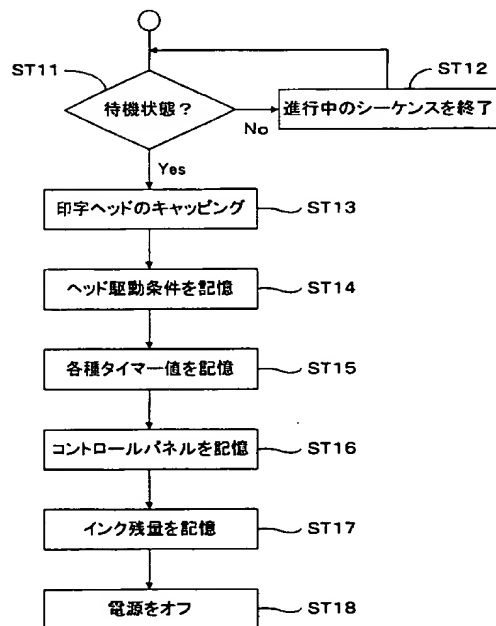 ST11
ST12
待機状態？
進行中のシーケンスを終了
No
Yes
印字ヘッドのキャッピング
ST13
ヘッド駆動条件を記憶
ST14
各種タイマー値を記憶
ST15
コントロールパネルを記憶
ST16
インク残量を記憶
ST17
電源をオフ
ST18